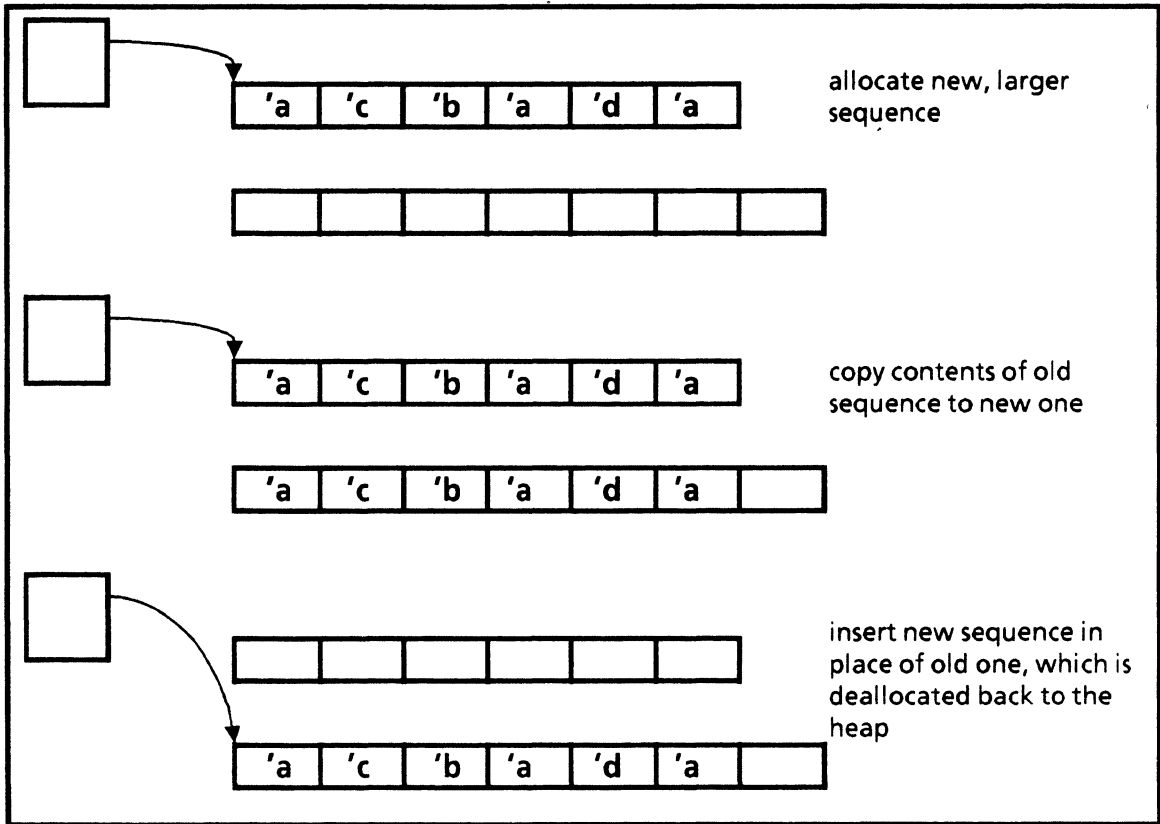 'a 'c 'b 'a 'd 'a
allocate new, larger
sequence
'a 'c 'b 'a 'd 'a
copy contents of old
sequence to new one
'a 'c 'b 'a 'd 'a
insert new sequence in
place of old one, which is
deallocated back to the
heap
'a 'c 'b 'a 'd 'a